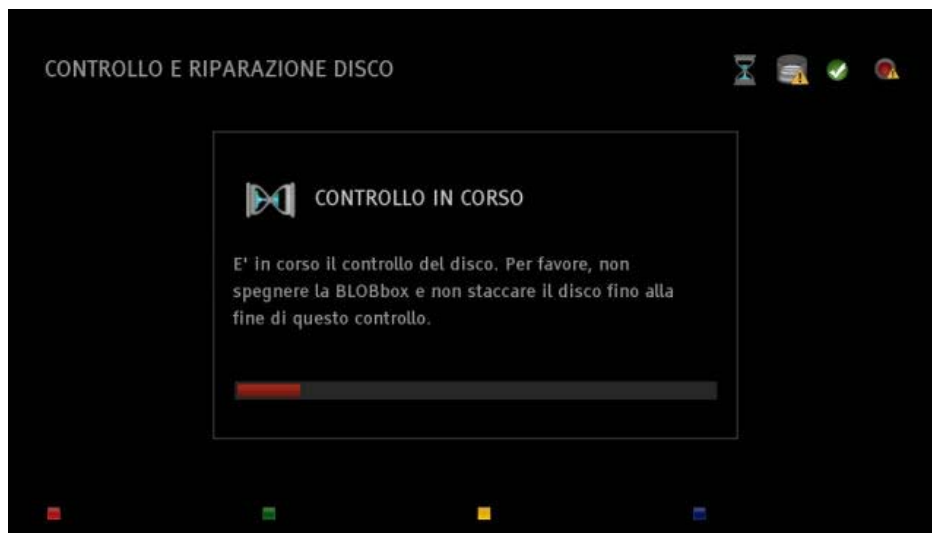 CONTROLLO E RIPARAZIONE DISCO
CONTROLLO IN CORSO
E' in corso il controllo del disco. Per favore, non
spegnere la BLOBbox e non staccare il disco fino alla
fine di questo controllo.